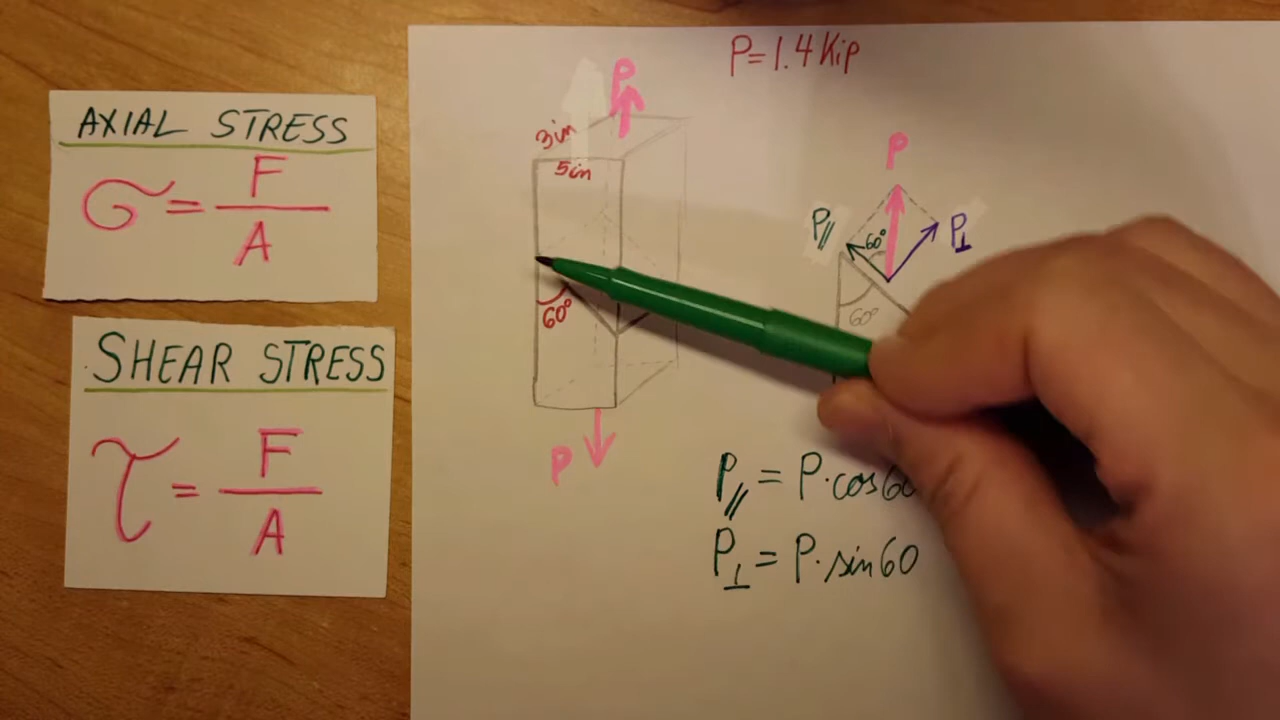 AXIAL STRESS
σ = F / A
SHEAR STRESS
τ = F / A
P=1.4 Kip
P
3in
5in
60°
P
P
P//
60°
P⊥
60°
P// = P·cos60
P⊥ = P·sin60